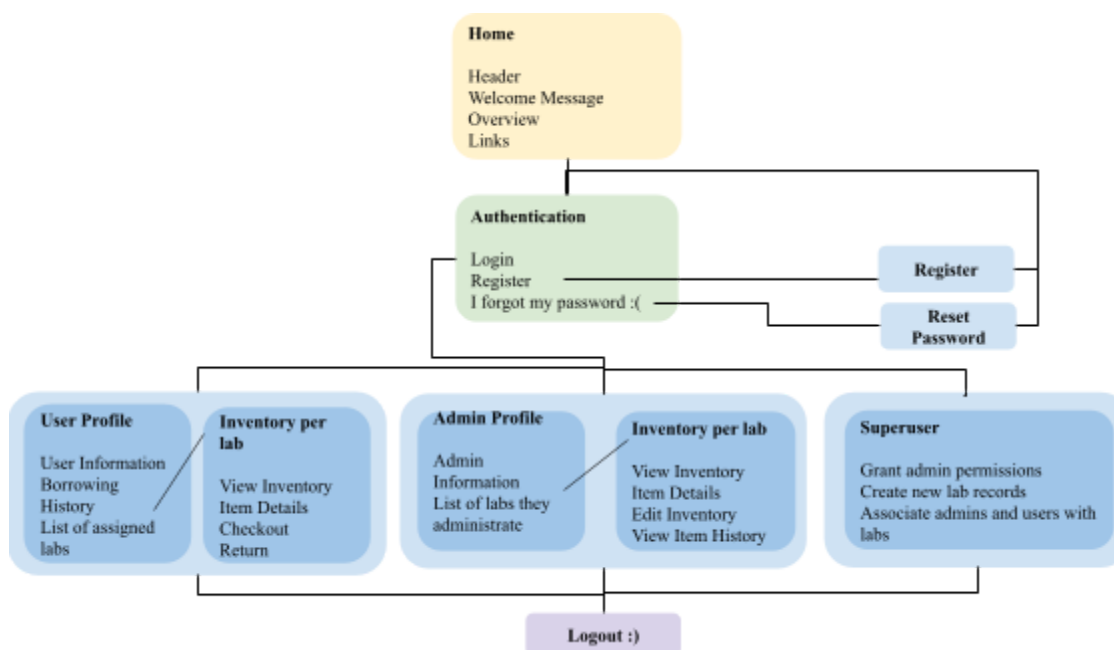 Home
Header
Welcome Message
Overview
Links
Authentication
Login
Register
I forgot my password :(
Register
Reset
Password
User Profile
User Information
Borrowing
History
List of assigned
labs
Inventory per
lab
View Inventory
Item Details
Checkout
Return
Admin Profile
Admin
Information
List of labs they
administrate
Inventory per lab
View Inventory
Item Details
Edit Inventory
View Item History
Superuser
Grant admin permissions
Create new lab records
Associate admins and users with
labs
Logout :)